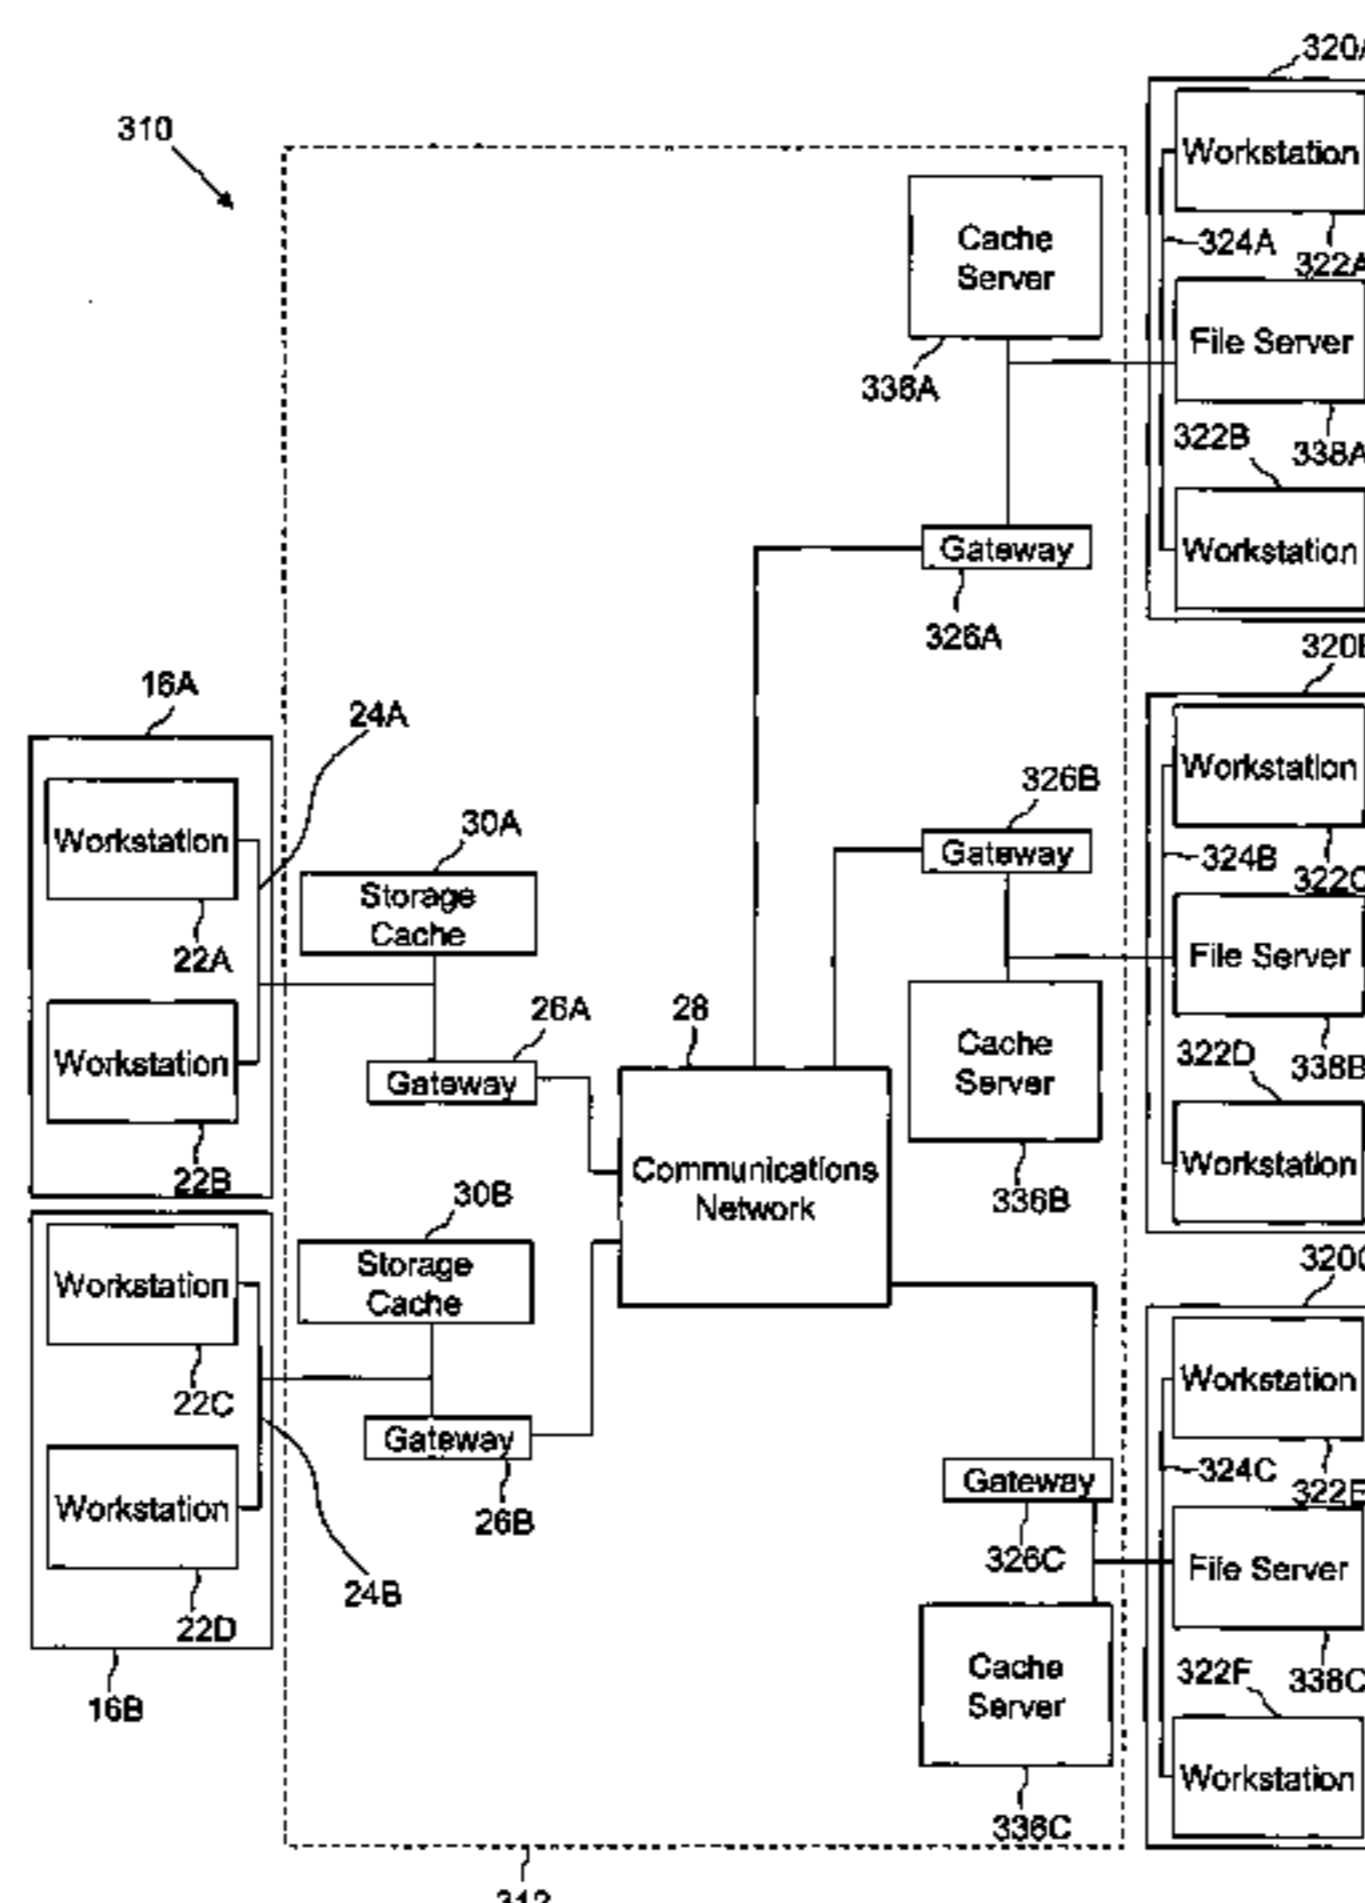 320A
310
Workstation
Cache
Server
324A
322A
File Server
336A
322B
338A
Gateway
Workstation
326A
320B
16A
24A
Workstation
326B
30A
Workstation
Gateway
324B
322C
Storage
Cache
22A
File Server
26A
28
Cache
Server
322D
338B
Workstation
Gateway
Communications
Network
Workstation
22B
30B
336B
Workstation
Storage
Cache
320C
22C
Workstation
Gateway
324C
322E
Workstation
Gateway
26B
326C
File Server
24B
22D
Cache
Server
322F
338C
16B
Workstation
336C
312